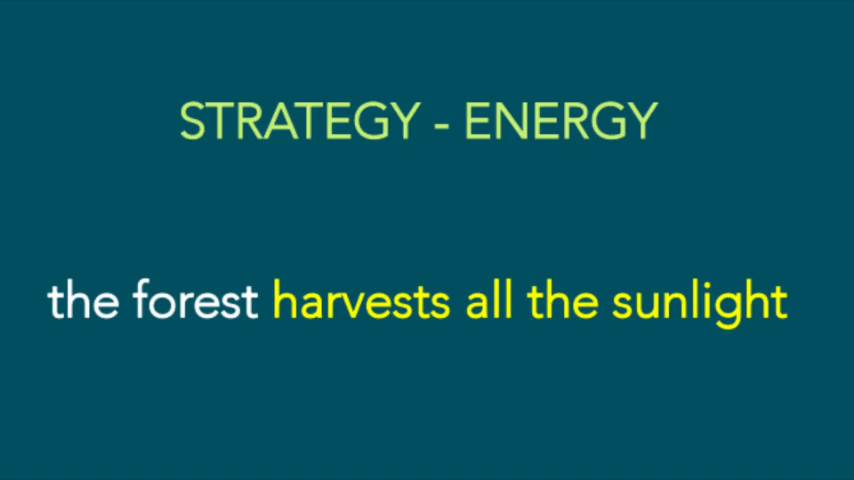 STRATEGY - ENERGY
the forest harvests all the sunlight